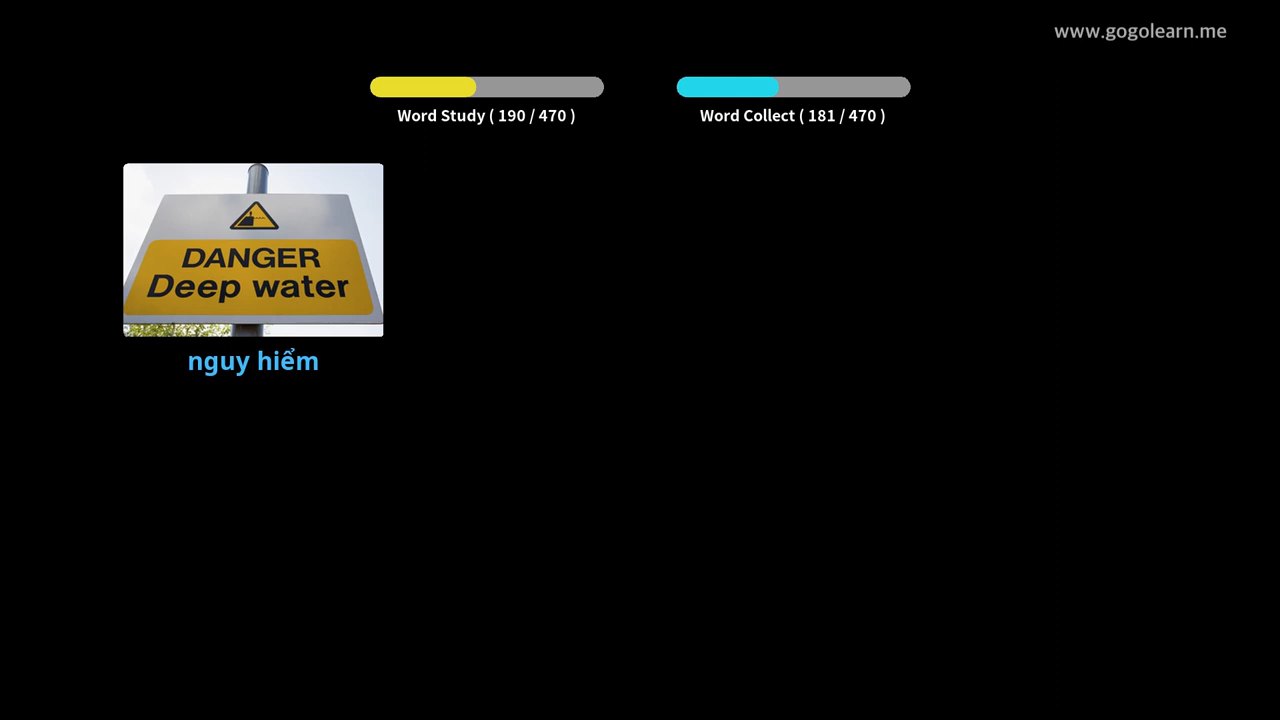 www.gogolearn.me
Word Study ( 190 / 470 )
Word Collect ( 181 / 470 )
DANGER
Deep water
nguy hiểm